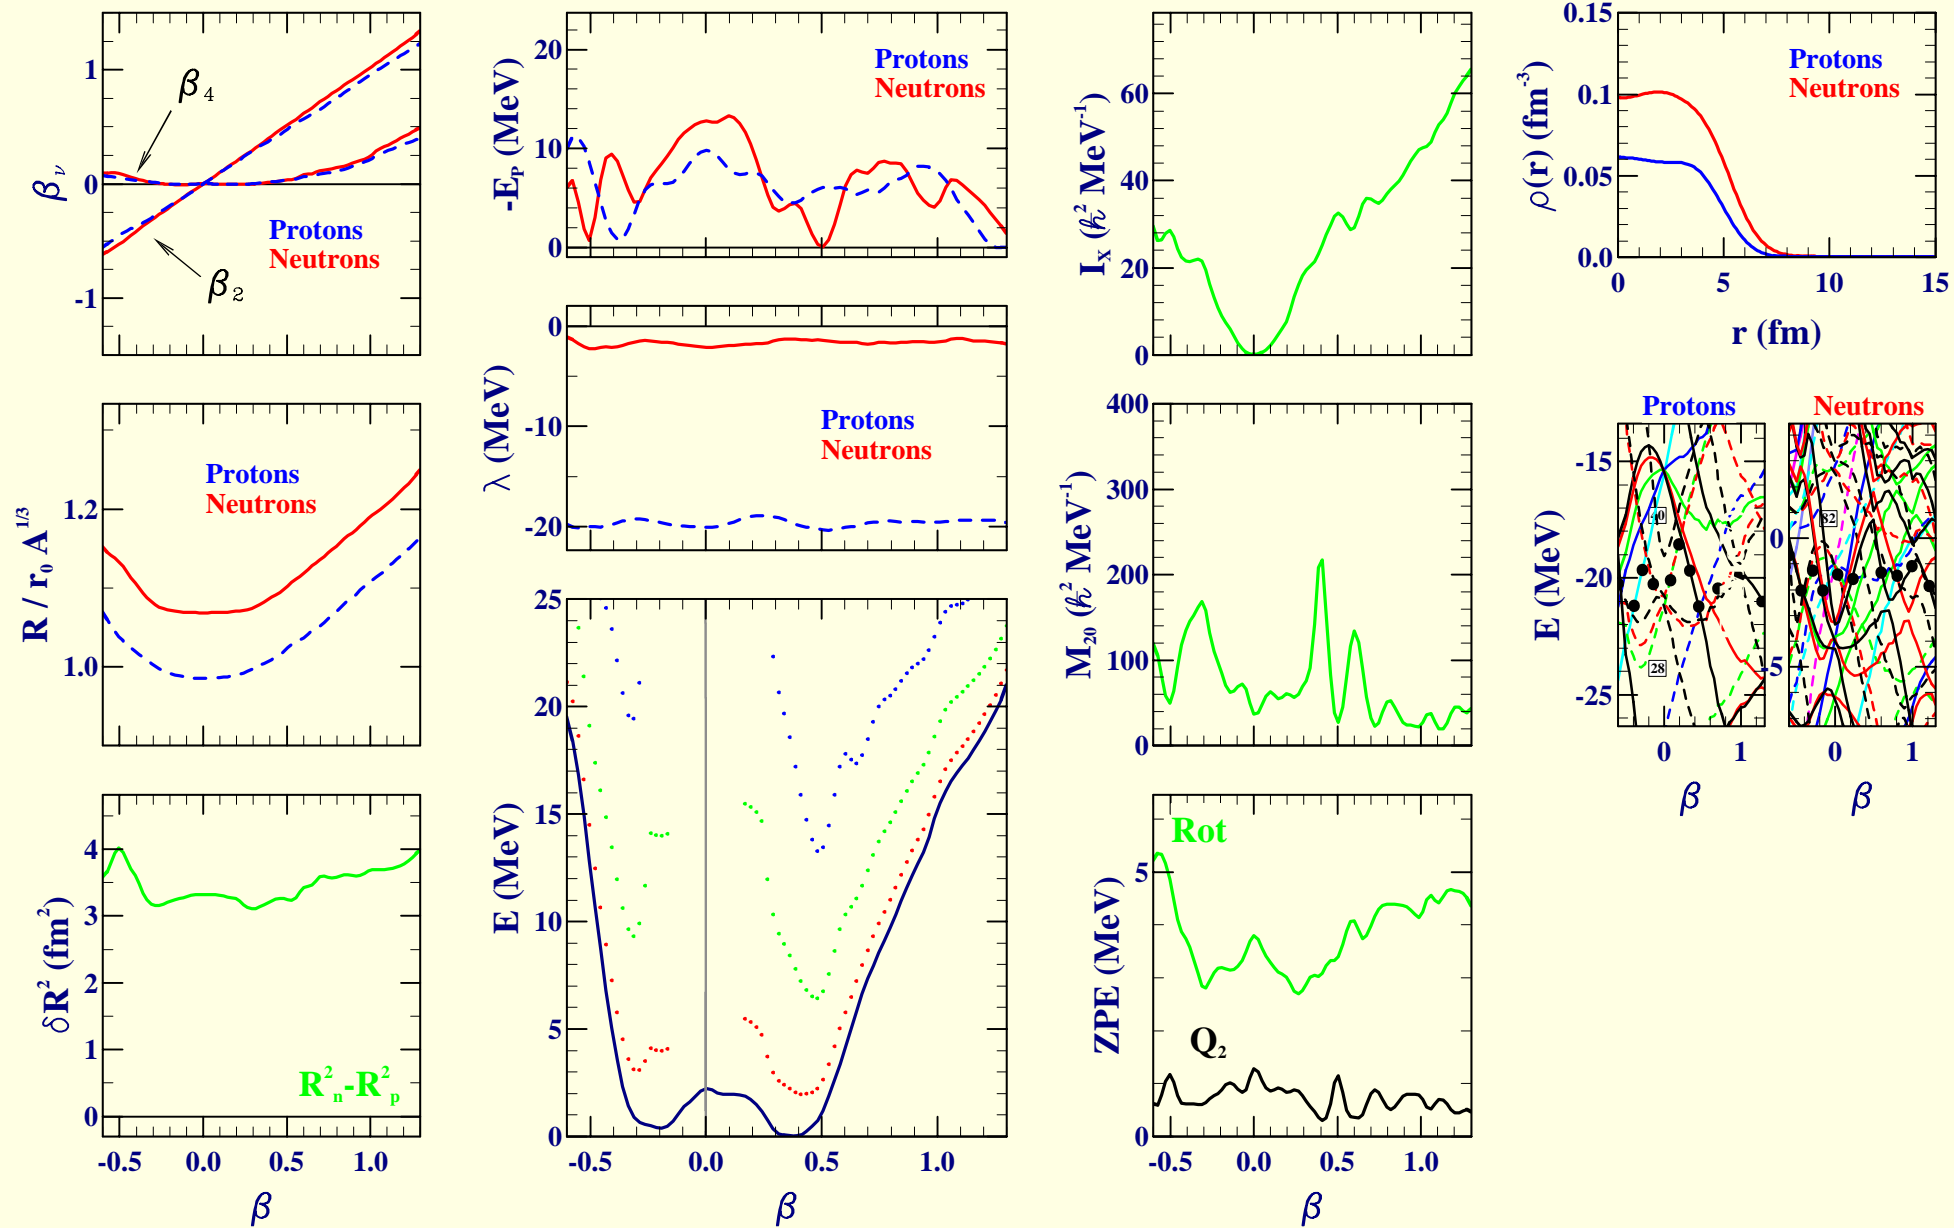 1
0
-1
βν
β4
β2
Protons
Neutrons
1.2
1.0
R / r0 A1/3
Protons
Neutrons
4
3
2
1
0
δR2 (fm2)
R2n-R2p
-0.5 0.0 0.5 1.0
β
20
10
0
-EP (MeV)
Protons
Neutrons
0
-10
-20
λ (MeV)
Protons
Neutrons
25
20
15
10
5
0
E (MeV)
-0.5 0.0 0.5 1.0
β
60
40
20
0
IX (ℏ2 MeV-1)
400
300
200
100
0
M20 (ℏ2 MeV-1)
5
0
ZPE (MeV)
Rot
Q2
-0.5 0.0 0.5 1.0
β
0.15
0.1
0.05
0.0
ρ(r) (fm-3)
Protons
Neutrons
0 5 10 15
r (fm)
Protons Neutrons
-15
-20
-25
E (MeV)
28
0
-5
82
0 1 0 1
β β